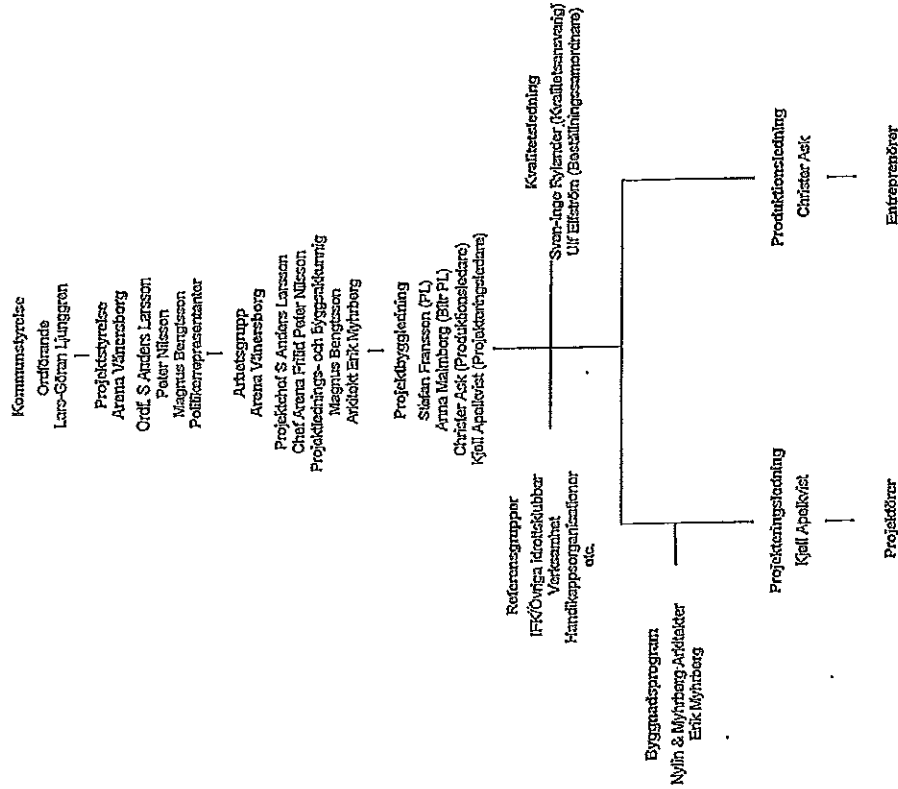 Kommunstyrelse
Ordförande
Lars-Göran Ljunggren
Projektstyrelse
Arena Vänersborg
Ordf. S Anders Larsson
Peter Nilsson
Magnus Bengtsson
Politikerrepresentanter
Arbetsgrupp
Arena Vänersborg
Projektchef S Anders Larsson
Chef Arena Fritid Peter Nilsson
Projektlednings- och Byggsakkunnig
Magnus Bengtsson
Arkitekt Erik Myhrberg
Projektbyggledning
Stefan Fransson (PL)
Anna Malmborg (Bitr PL)
Christer Ask (Produktionsledare)
Kjell Apelkvist (Projekteringsledare)
Referensgrupper
IFK/Övriga idrottsklubbar
Verksamhet
Handikappsorganisationer
etc.
Kvalitetsledning
Sven-Inge Rylander (Kvalitetsansvarig)
Ulf Elfström (Beställningssamordnare)
Byggnadsprogram
Nylin & Myhrberg Arkitekter
Erik Myhrberg
Projekteringsledning
Kjell Apelkvist
Projektörer
Produktionsledning
Christer Ask
Entreprenörer